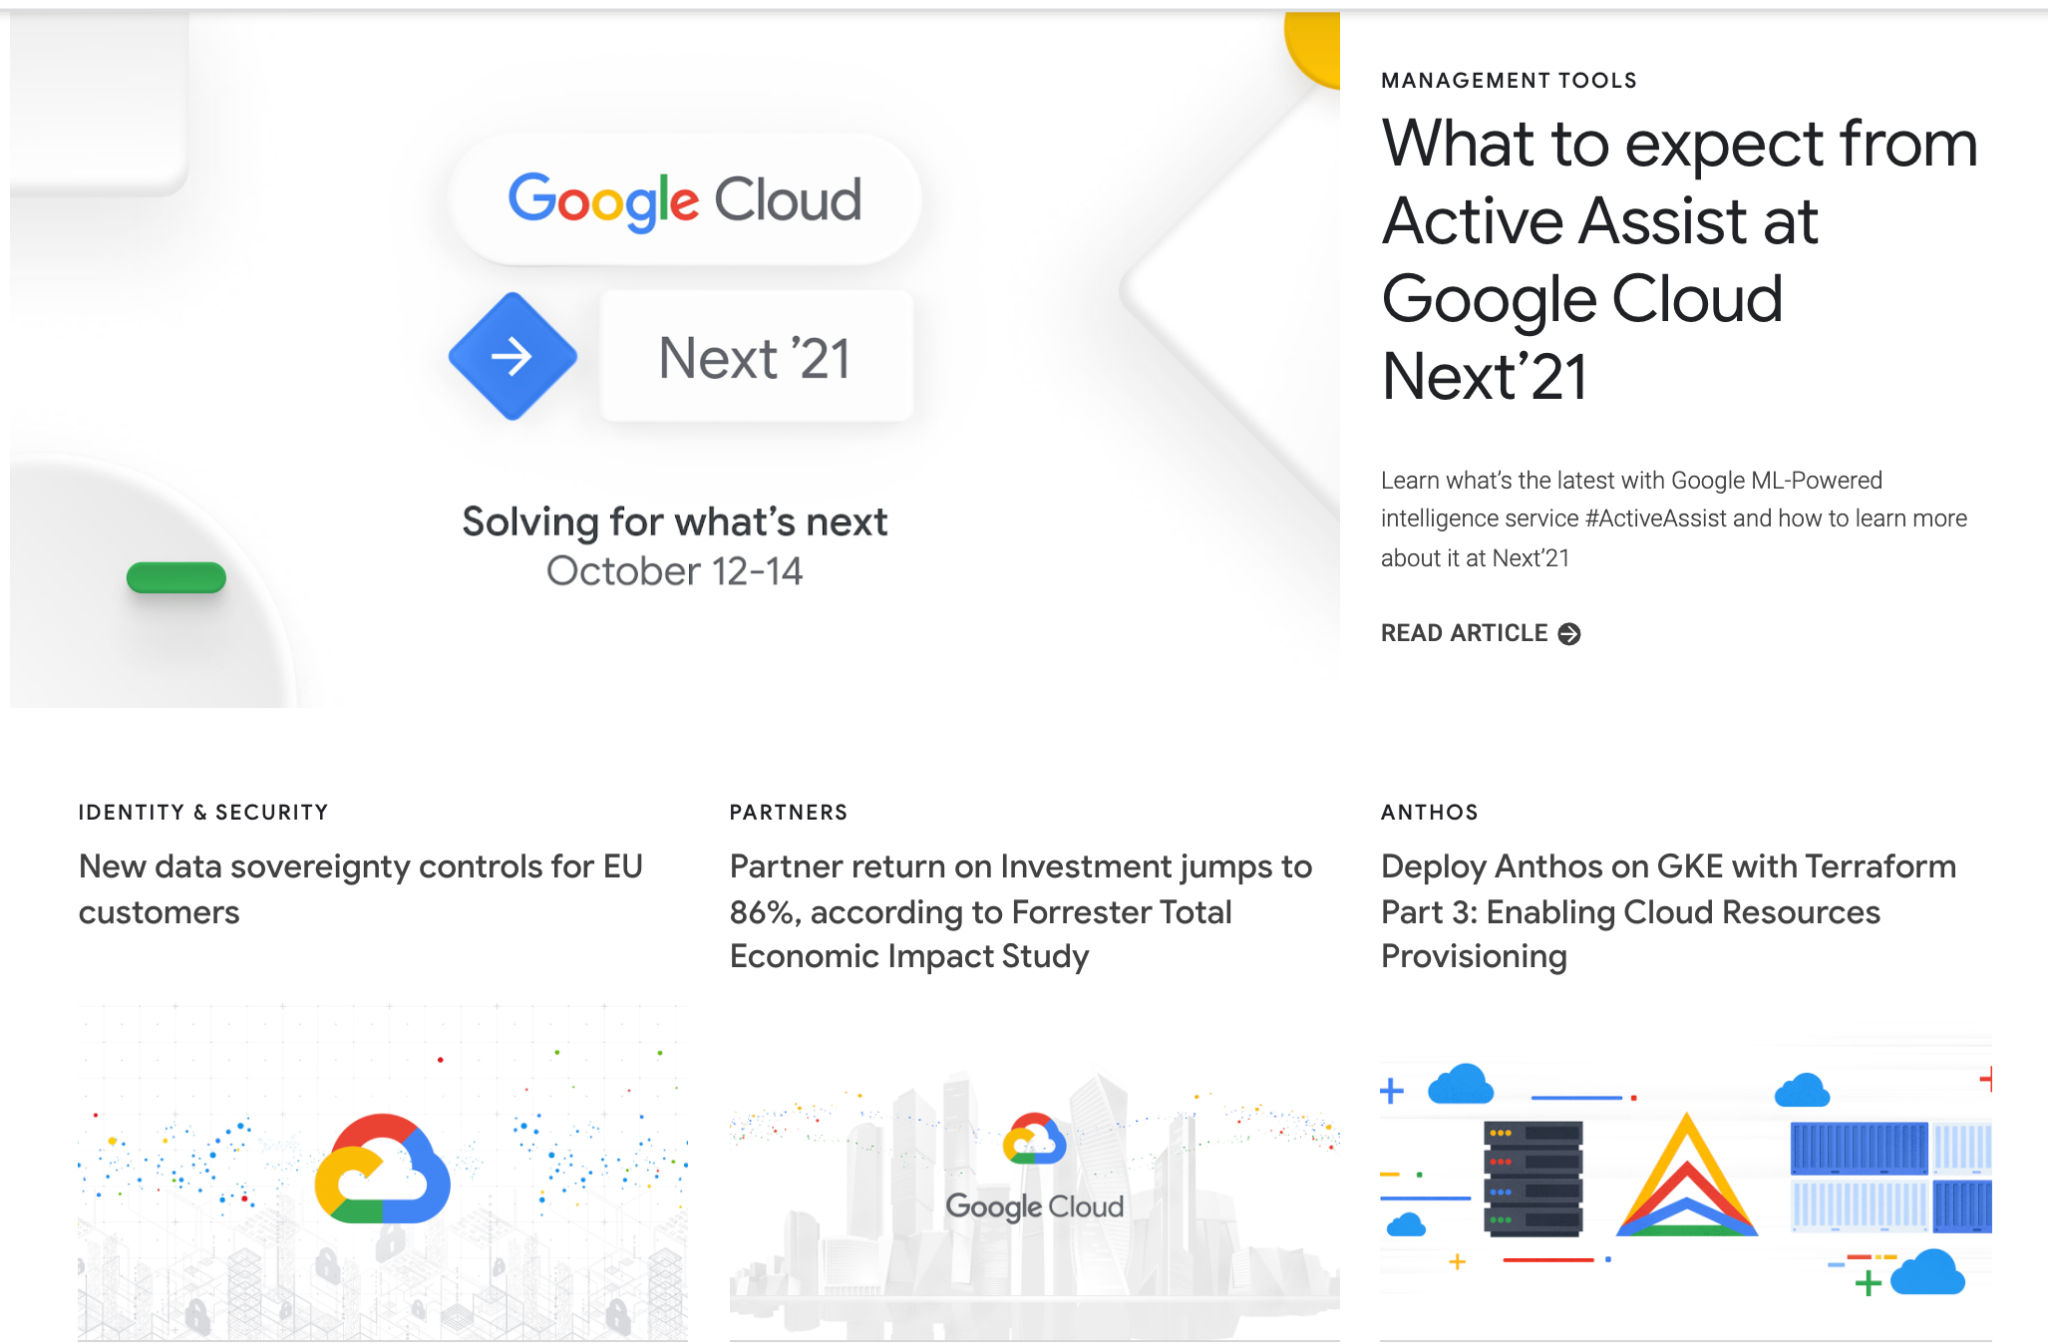 Google Cloud
Next ’21
Solving for what’s next
October 12-14
MANAGEMENT TOOLS
What to expect from
Active Assist at
Google Cloud
Next’21
Learn what’s the latest with Google ML-Powered
intelligence service #ActiveAssist and how to learn more
about it at Next’21
READ ARTICLE
IDENTITY & SECURITY
New data sovereignty controls for EU
customers
PARTNERS
Partner return on Investment jumps to
86%, according to Forrester Total
Economic Impact Study
Google Cloud
ANTHOS
Deploy Anthos on GKE with Terraform
Part 3: Enabling Cloud Resources
Provisioning